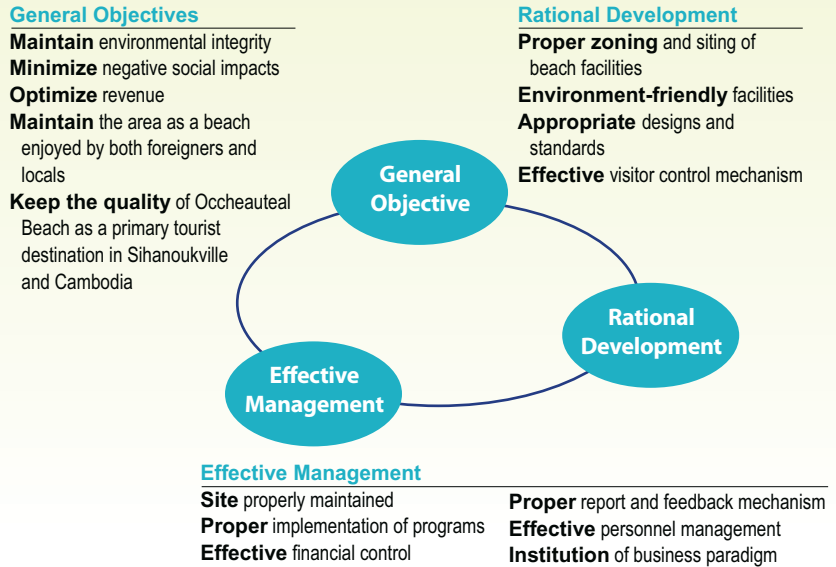 General Objectives
Maintain environmental integrity
Minimize negative social impacts
Optimize revenue
Maintain the area as a beach
enjoyed by both foreigners and
locals
Keep the quality of Occheauteal
Beach as a primary tourist
destination in Sihanoukville
and Cambodia
Rational Development
Proper zoning and siting of
beach facilities
Environment-friendly facilities
Appropriate designs and
standards
Effective visitor control mechanism
General
Objective
Rational
Development
Effective
Management
Effective Management
Site properly maintained
Proper implementation of programs
Effective financial control
Proper report and feedback mechanism
Effective personnel management
Institution of business paradigm